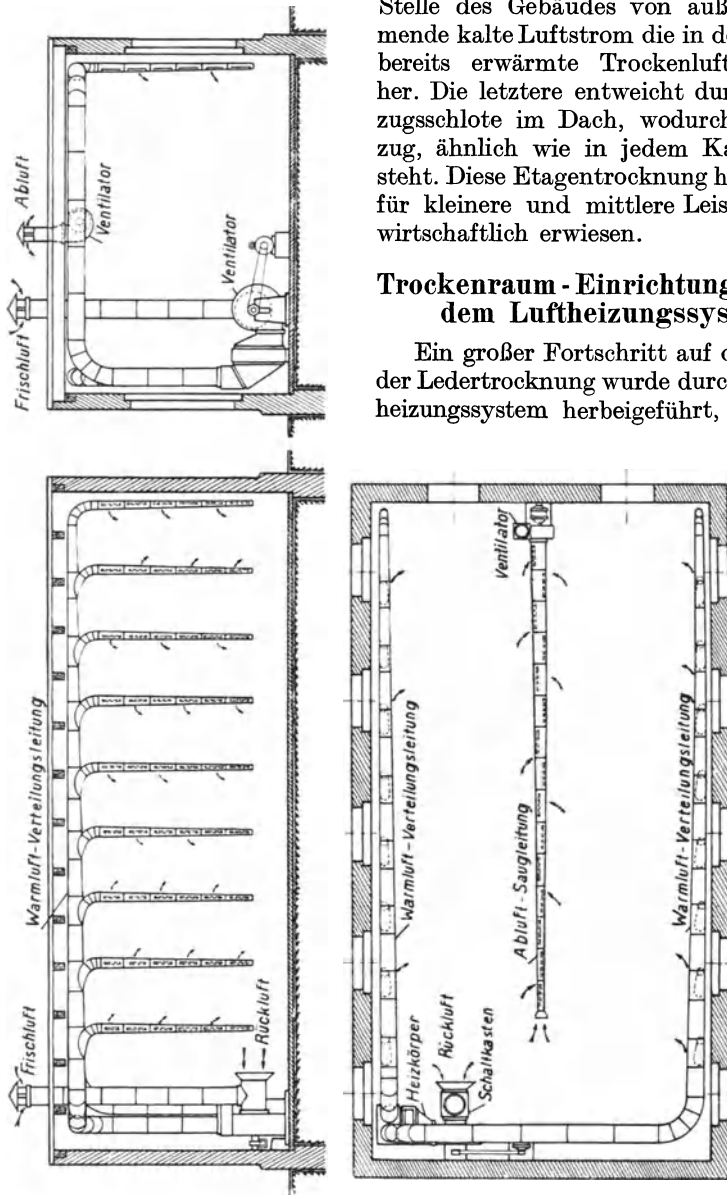 Stelle des Gebäudes von auß
mende kalte Luftstrom die in de
bereits erwärmte Trockenluft
her. Die letztere entweicht dur
zugsschlote im Dach, wodurch
zug, ähnlich wie in jedem Ka
steht. Diese Etagentrocknung h
für kleinere und mittlere Leis
wirtschaftlich erwiesen.
Trockenraum-Einrichtung
dem Luftheizungssys
Ein großer Fortschritt auf d
der Ledertrocknung wurde durc
heizungssystem herbeigeführt,
Abluft
Ventilator
Ventilator
Frischluft
Warmluft-Verteilungsleitung
Frischluft
Rückluft
Ventilator
Warmluft-Verteilungsleitung
Abluft-Saugleitung
Warmluft-Verteilungsleitung
Heizkörper
Rückluft
Schaltkasten